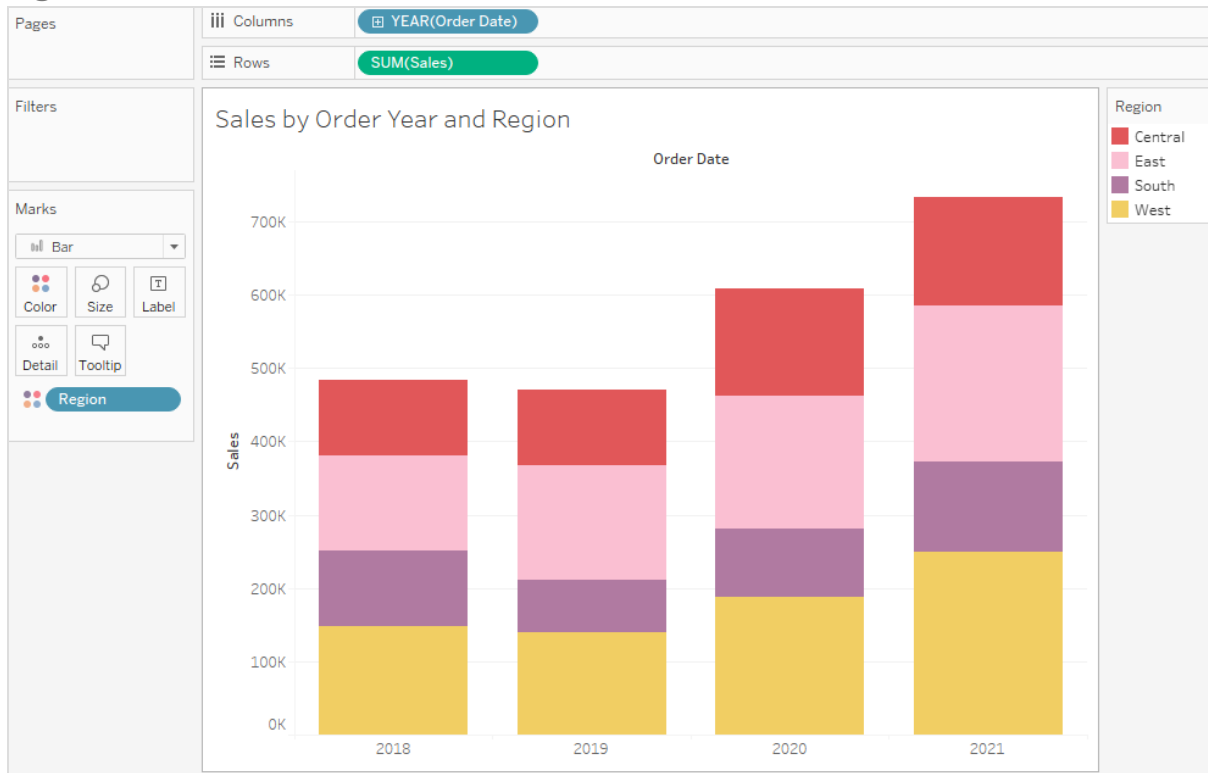 Pages
Columns
YEAR(Order Date)
Rows
SUM(Sales)
Filters
Marks
Bar
Color
Size
Label
Detail
Tooltip
Region
Sales by Order Year and Region
Order Date
Sales
700K
600K
500K
400K
300K
200K
100K
0K
2018
2019
2020
2021
Region
Central
East
South
West